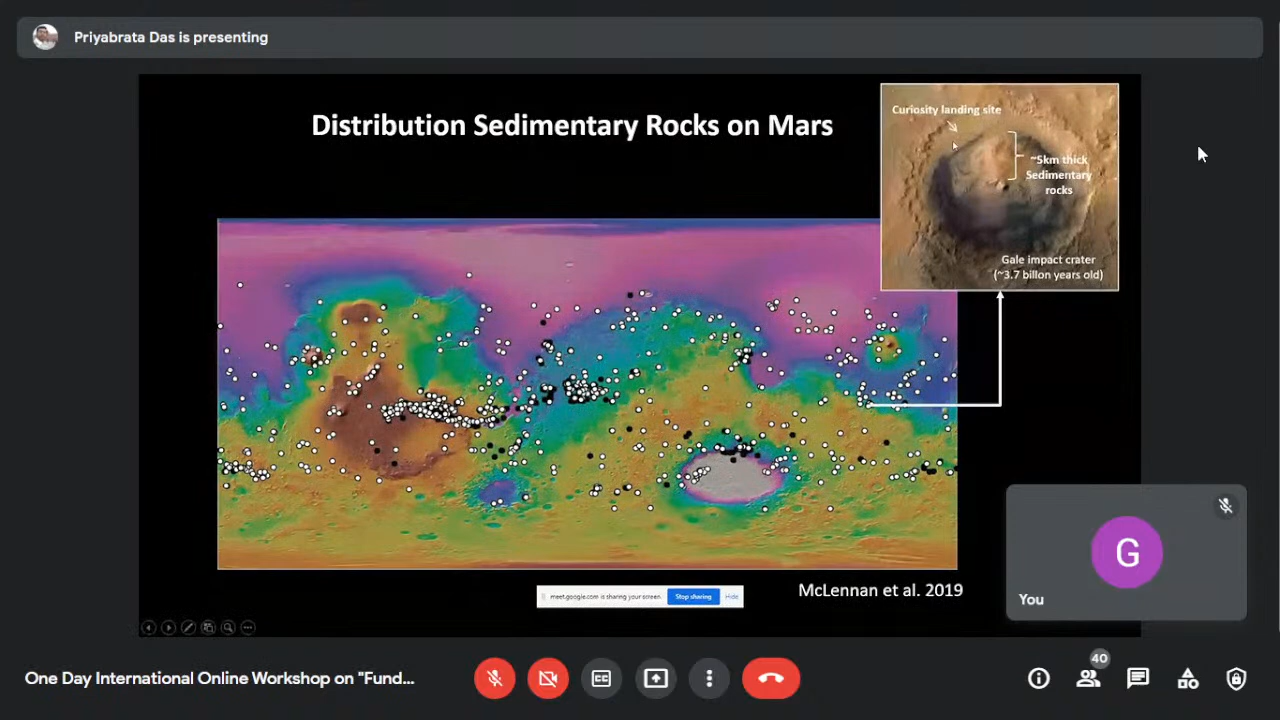 Priyabrata Das is presenting
Distribution Sedimentary Rocks on Mars
Curiosity landing site
~5km thick
Sedimentary
rocks
Gale impact crater
(~3.7 billon years old)
meet.google.com is sharing your screen.
Stop sharing
Hide
McLennan et al. 2019
G
You
One Day International Online Workshop on "Fund...
CC
40